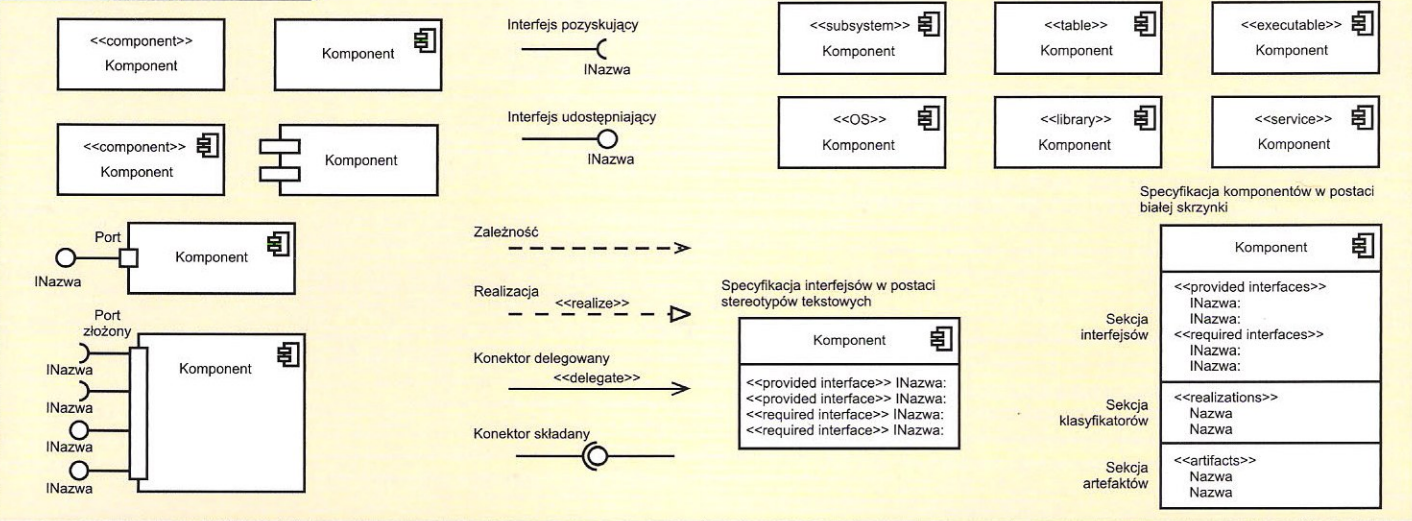 <<component>>
Komponent
Komponent
<<component>>
Komponent
Komponent
Port
Komponent
INazwa
Port
złożony
Komponent
INazwa
INazwa
INazwa
INazwa
Interfejs pozyskujący
INazwa
Interfejs udostępniający
INazwa
Zależność
Realizacja
<<realize>>
Konektor delegowany
<<delegate>>
Konektor składany
<<subsystem>>
Komponent
<<table>>
Komponent
<<executable>>
Komponent
<<OS>>
Komponent
<<library>>
Komponent
<<service>>
Komponent
Specyfikacja interfejsów w postaci
stereotypów tekstowych
Komponent
<<provided interface>> INazwa:
<<provided interface>> INazwa:
<<required interface>> INazwa:
<<required interface>> INazwa:
Specyfikacja komponentów w postaci
białej skrzynki
Komponent
Sekcja
interfejsów
<<provided interfaces>>
INazwa:
INazwa:
<<required interfaces>>
INazwa:
INazwa:
Sekcja
klasyfikatorów
<<realizations>>
Nazwa
Nazwa
Sekcja
artefaktów
<<artifacts>>
Nazwa
Nazwa